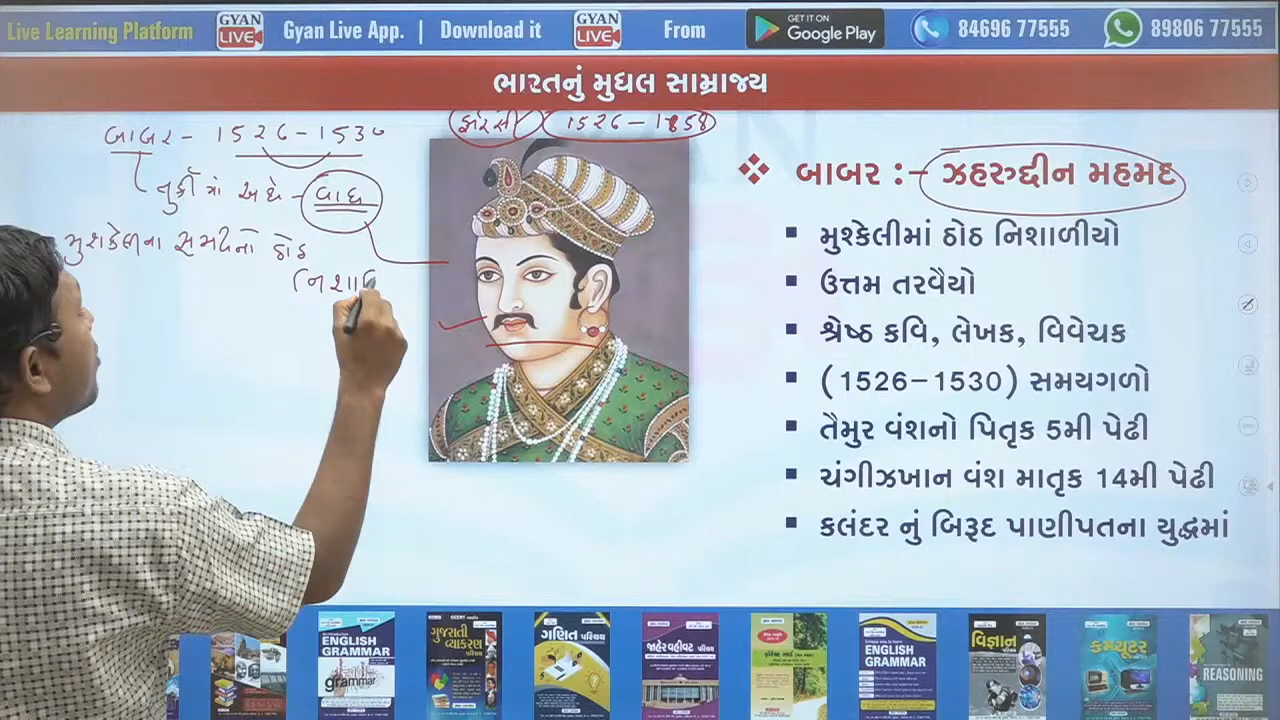 Live Learning Platform GYAN LIVE Gyan Live App. | Download it GYAN LIVE From GET IT ON Google Play 84696 77555 89806 77555
ભારતનું મુઘલ સામ્રાજ્ય
બાબર - 1526-1530
1526-1858
તુર્કીમાં અર્થ - વાઘ
મુશ્કેલીના સમયનો ઠોઠ
નિશા
❖ બાબર :- ઝહરુદ્દીન મહમદ
▪ મુશ્કેલીમાં ઠોઠ નિશાળીયો
▪ ઉત્તમ તરવૈયો
▪ શ્રેષ્ઠ કવિ, લેખક, વિવેચક
▪ (1526-1530) સમયગળો
▪ તૈમુર વંશનો પિતૃક 5મી પેઢી
▪ ચંગીઝખાન વંશ માતૃક 14મી પેઢી
▪ કલંદર નું બિરૂદ પાણીપતના યુદ્ધમાં
ENGLISH GRAMMAR
grammar
ગુજરાતી વ્યાકરણ
ગણિત પરિચય
જાહેર વહીવટ
ENGLISH GRAMMAR
વિજ્ઞાન
કમ્પ્યુટર
REASONING